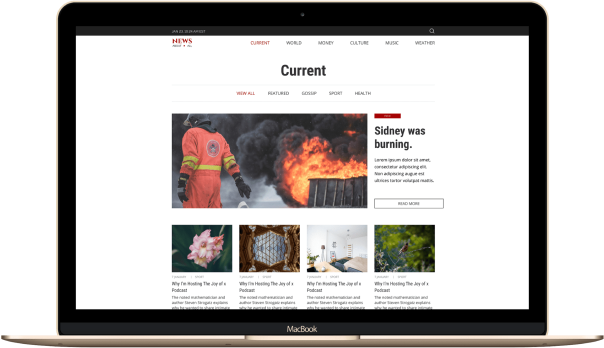 NEWS
CURRENT WORLD MONEY CULTURE MUSIC WEATHER
Current
VIEW ALL FEATURED GOSSIP SPORT HEALTH
Sidney was
burning.
Lorem ipsum dolor sit amet,
consectetur adipiscing elit.
Non adipiscing augue est
ultrices tortor volutpat mattis.
READ MORE
Why I'm Hosting The Joy of x
Podcast
The noted mathematician and
author Steven Strogatz explains
why he wanted to share intimate
Why I'm Hosting The Joy of x
Podcast
The noted mathematician and
author Steven Strogatz explains
why he wanted to share intimate
Why I'm Hosting The Joy of x
Podcast
The noted mathematician and
author Steven Strogatz explains
why he wanted to share intimate
Why I'm Hosting The Joy of x
Podcast
The noted mathematician and
author Steven Strogatz explains
why he wanted to share intimate
MacBook